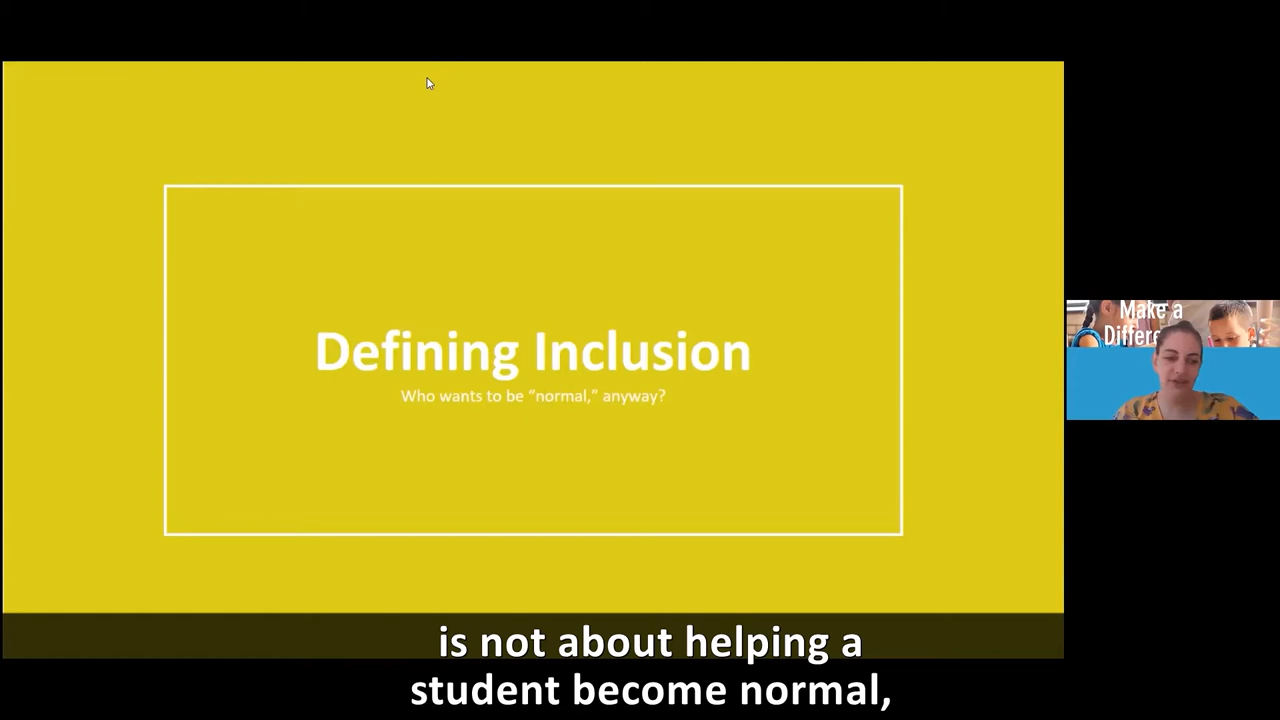 Defining Inclusion
Who wants to be “normal,” anyway?
Make a
is not about helping a
student become normal,